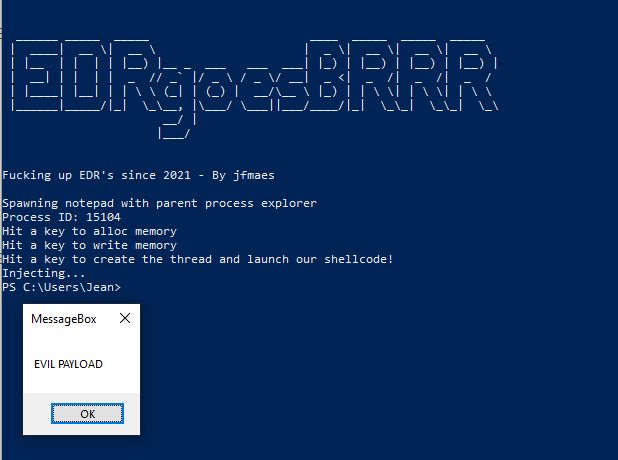 EDRgoesBRRR
Fucking up EDR's since 2021 - By jfmaes
Spawning notepad with parent process explorer
Process ID: 15104
Hit a key to alloc memory
Hit a key to write memory
Hit a key to create the thread and launch our shellcode!
Injecting...
PS C:\Users\Jean>
MessageBox
EVIL PAYLOAD
OK